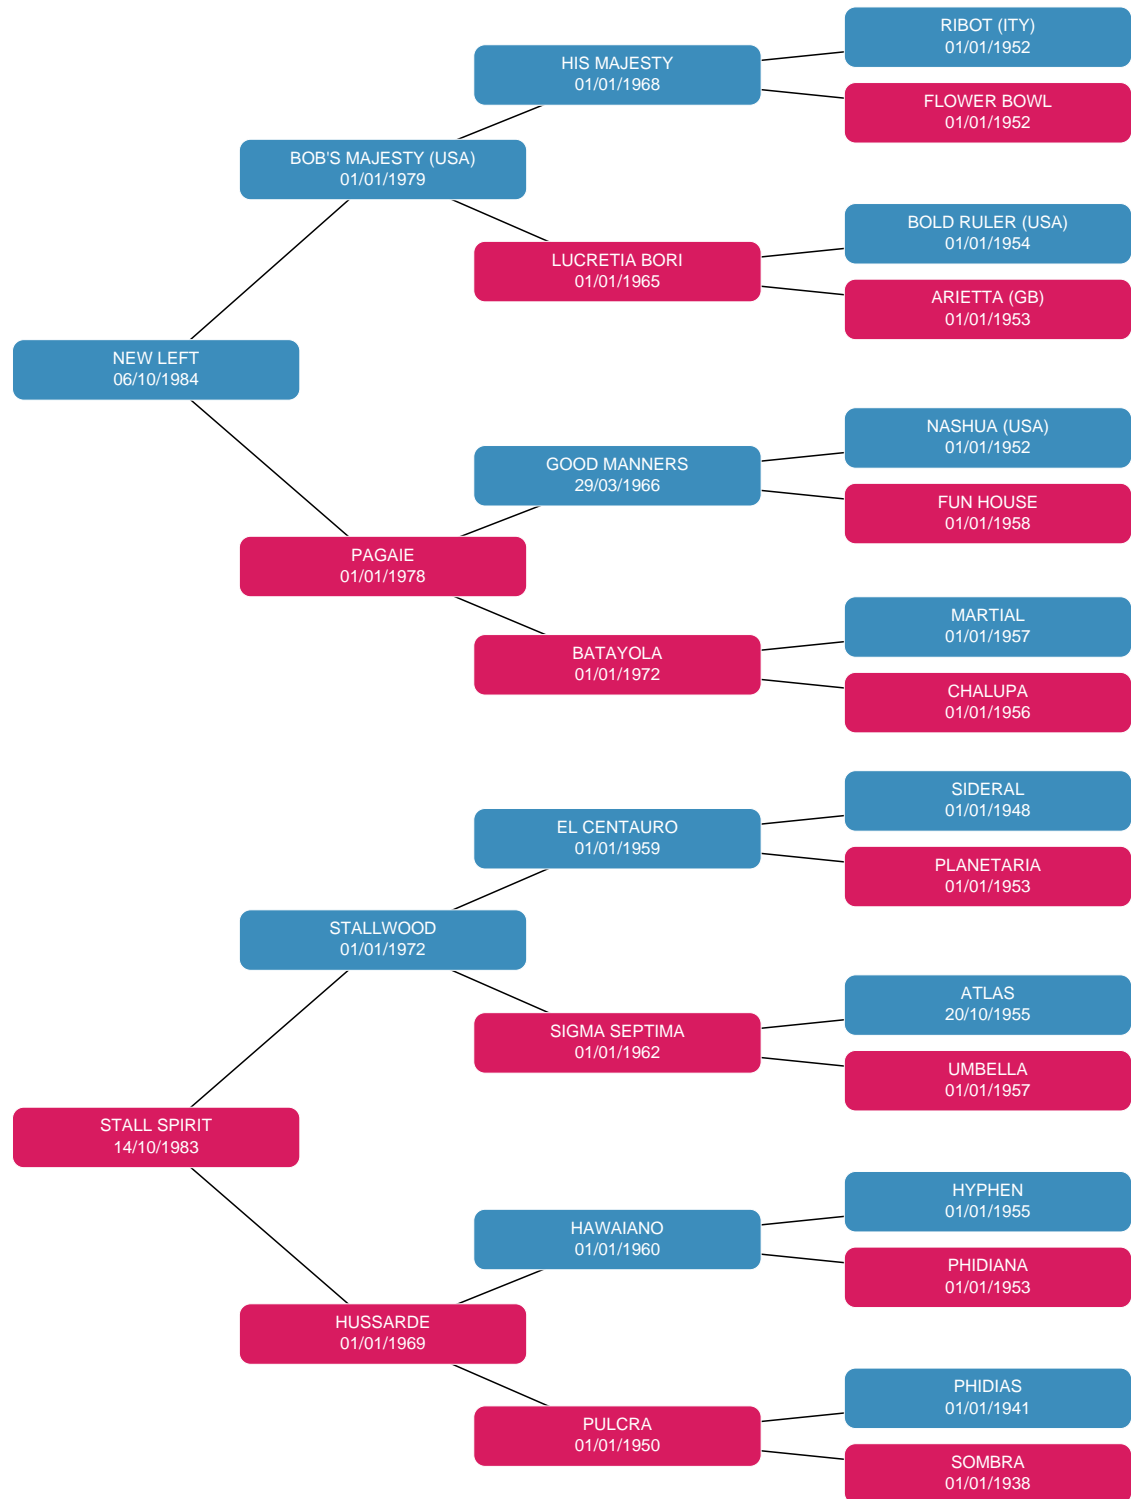 RIBOT (ITY)
01/01/1952
HIS MAJESTY
01/01/1968
FLOWER BOWL
01/01/1952
BOB'S MAJESTY (USA)
01/01/1979
BOLD RULER (USA)
01/01/1954
LUCRETIA BORI
01/01/1965
ARIETTA (GB)
01/01/1953
NEW LEFT
06/10/1984
NASHUA (USA)
01/01/1952
GOOD MANNERS
29/03/1966
FUN HOUSE
01/01/1958
PAGAIE
01/01/1978
MARTIAL
01/01/1957
BATAYOLA
01/01/1972
CHALUPA
01/01/1956
SIDERAL
01/01/1948
EL CENTAURO
01/01/1959
PLANETARIA
01/01/1953
STALLWOOD
01/01/1972
ATLAS
20/10/1955
SIGMA SEPTIMA
01/01/1962
UMBELLA
01/01/1957
STALL SPIRIT
14/10/1983
HYPHEN
01/01/1955
HAWAIANO
01/01/1960
PHIDIANA
01/01/1953
HUSSARDE
01/01/1969
PHIDIAS
01/01/1941
PULCRA
01/01/1950
SOMBRA
01/01/1938